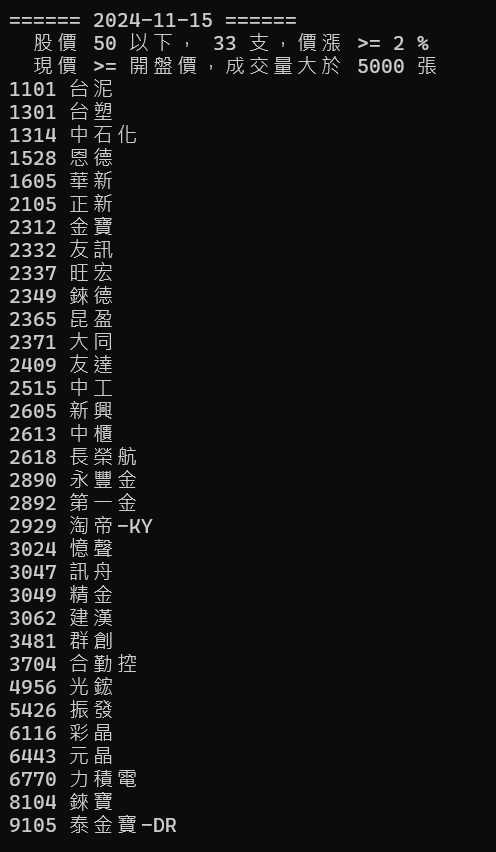 ====== 2024-11-15 ======
股價 50 以下， 33 支，價漲 >= 2 %
現價 >= 開盤價，成交量大於 5000 張
1101 台泥
1301 台塑
1314 中石化
1528 恩德
1605 華新
2105 正新
2312 金寶
2332 友訊
2337 旺宏
2349 錸德
2365 昆盈
2371 大同
2409 友達
2515 中工
2605 新興
2613 中櫃
2618 長榮航
2890 永豐金
2892 第一金
2929 淘帝-KY
3024 憶聲
3047 訊舟
3049 精金
3062 建漢
3481 群創
3704 合勤控
4956 光鋐
5426 振發
6116 彩晶
6443 元晶
6770 力積電
8104 錸寶
9105 泰金寶-DR